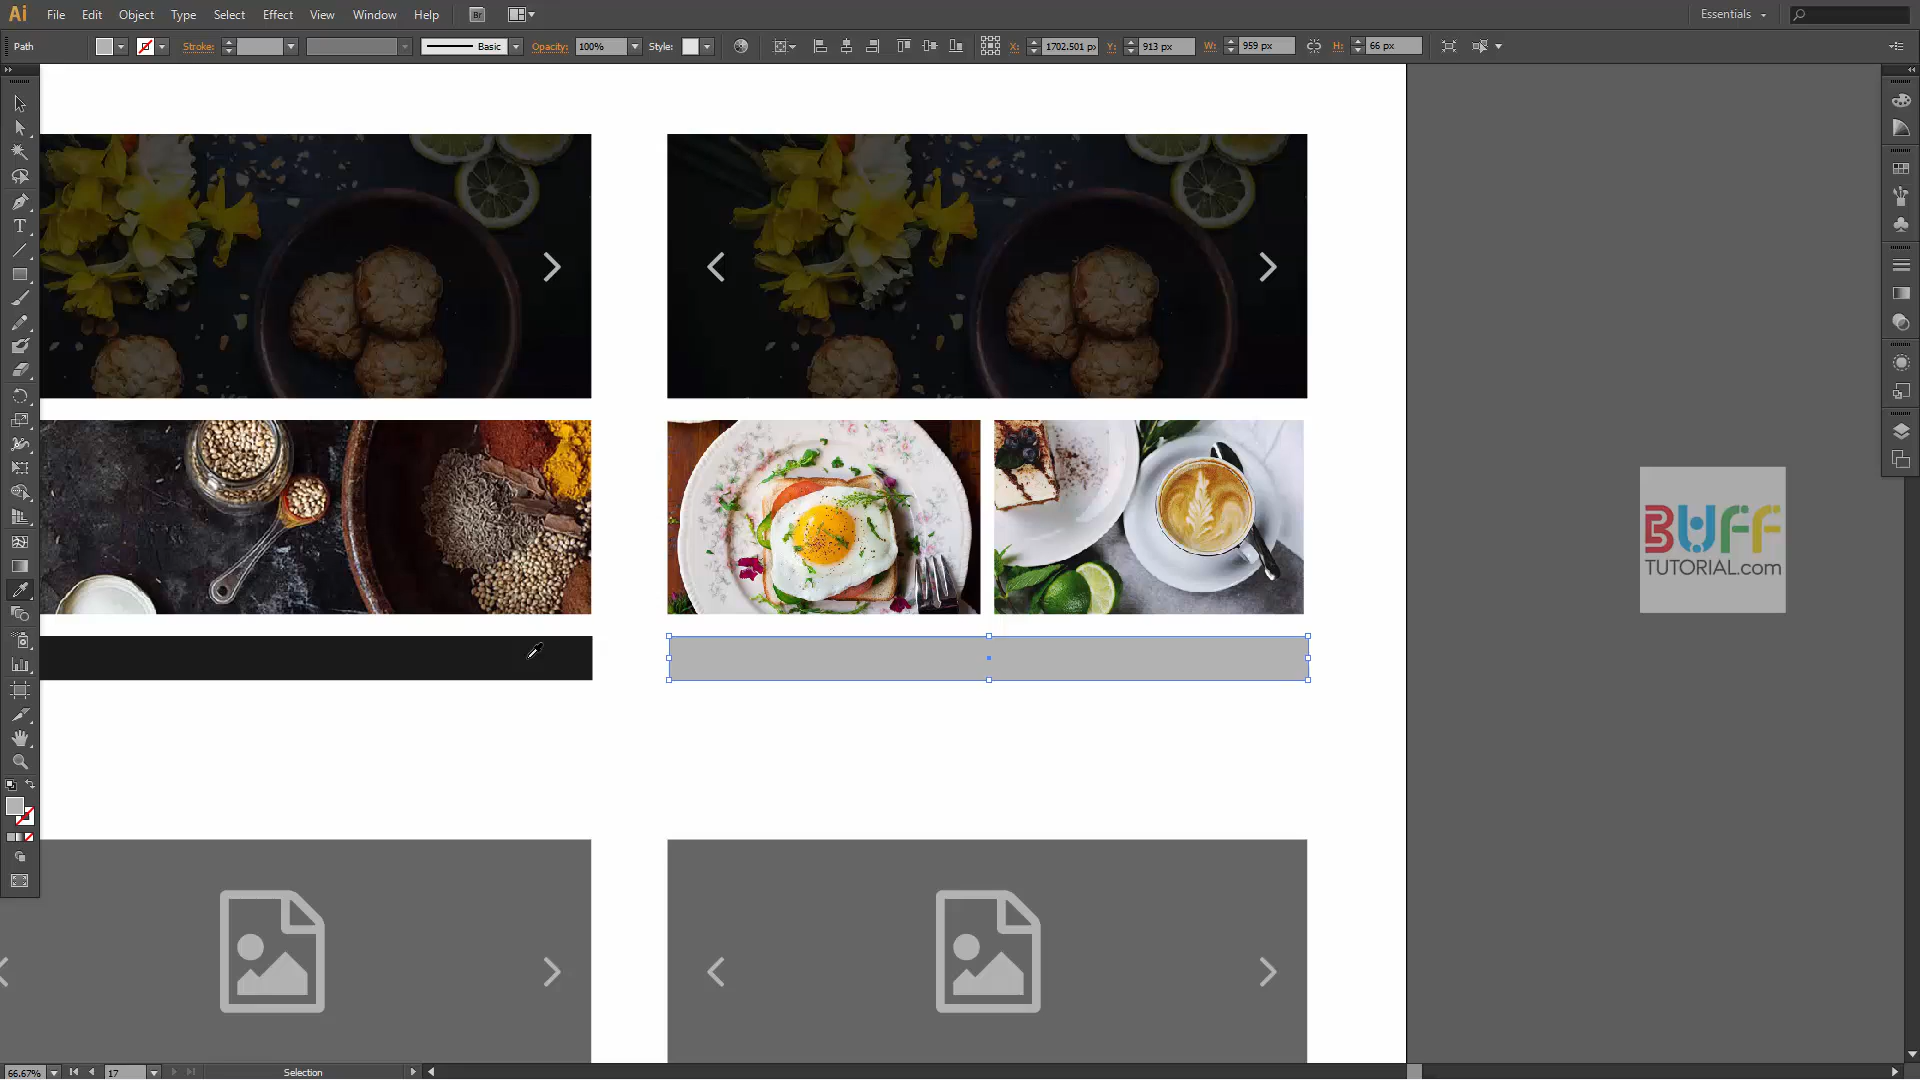 Ai File Edit Object Type Select Effect View Window Help Br Essentials
Path Stroke: Basic Opacity: 100% Style: X: 1702.501 px Y: 913 px W: 959 px H: 66 px
BUFF
TUTORIAL.com
66.67% 17 Selection